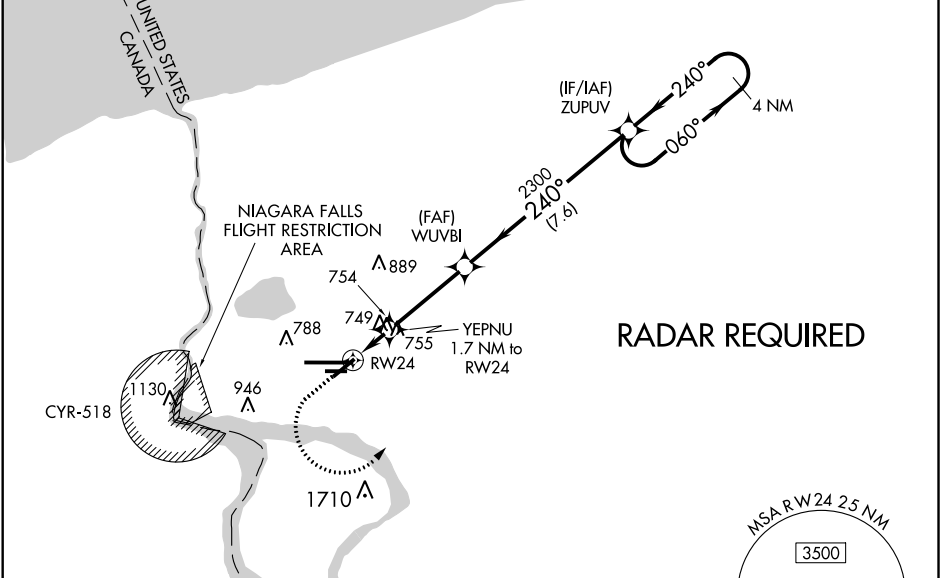 UNITED STATES
CANADA
(IF/IAF)
ZUPUV
240°
060°
4 NM
2300
240°
(7.6)
NIAGARA FALLS
FLIGHT RESTRICTION
AREA
(FAF)
WUVBI
889
754
749
755
788
YEPNU
1.7 NM to
RW24
RW24
RADAR REQUIRED
1130
946
CYR-518
1710
MSA RW24 25 NM
3500